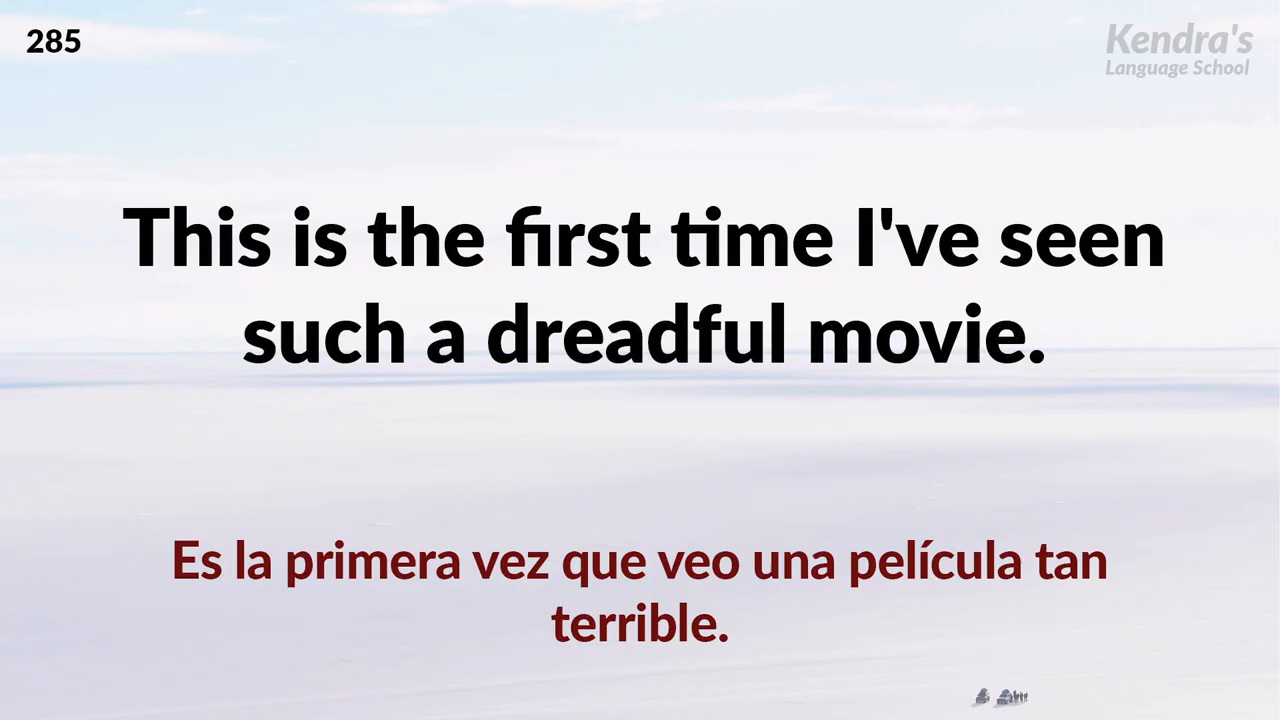 285
Kendra's
Language School
This is the first time I've seen
such a dreadful movie.
Es la primera vez que veo una película tan
terrible.